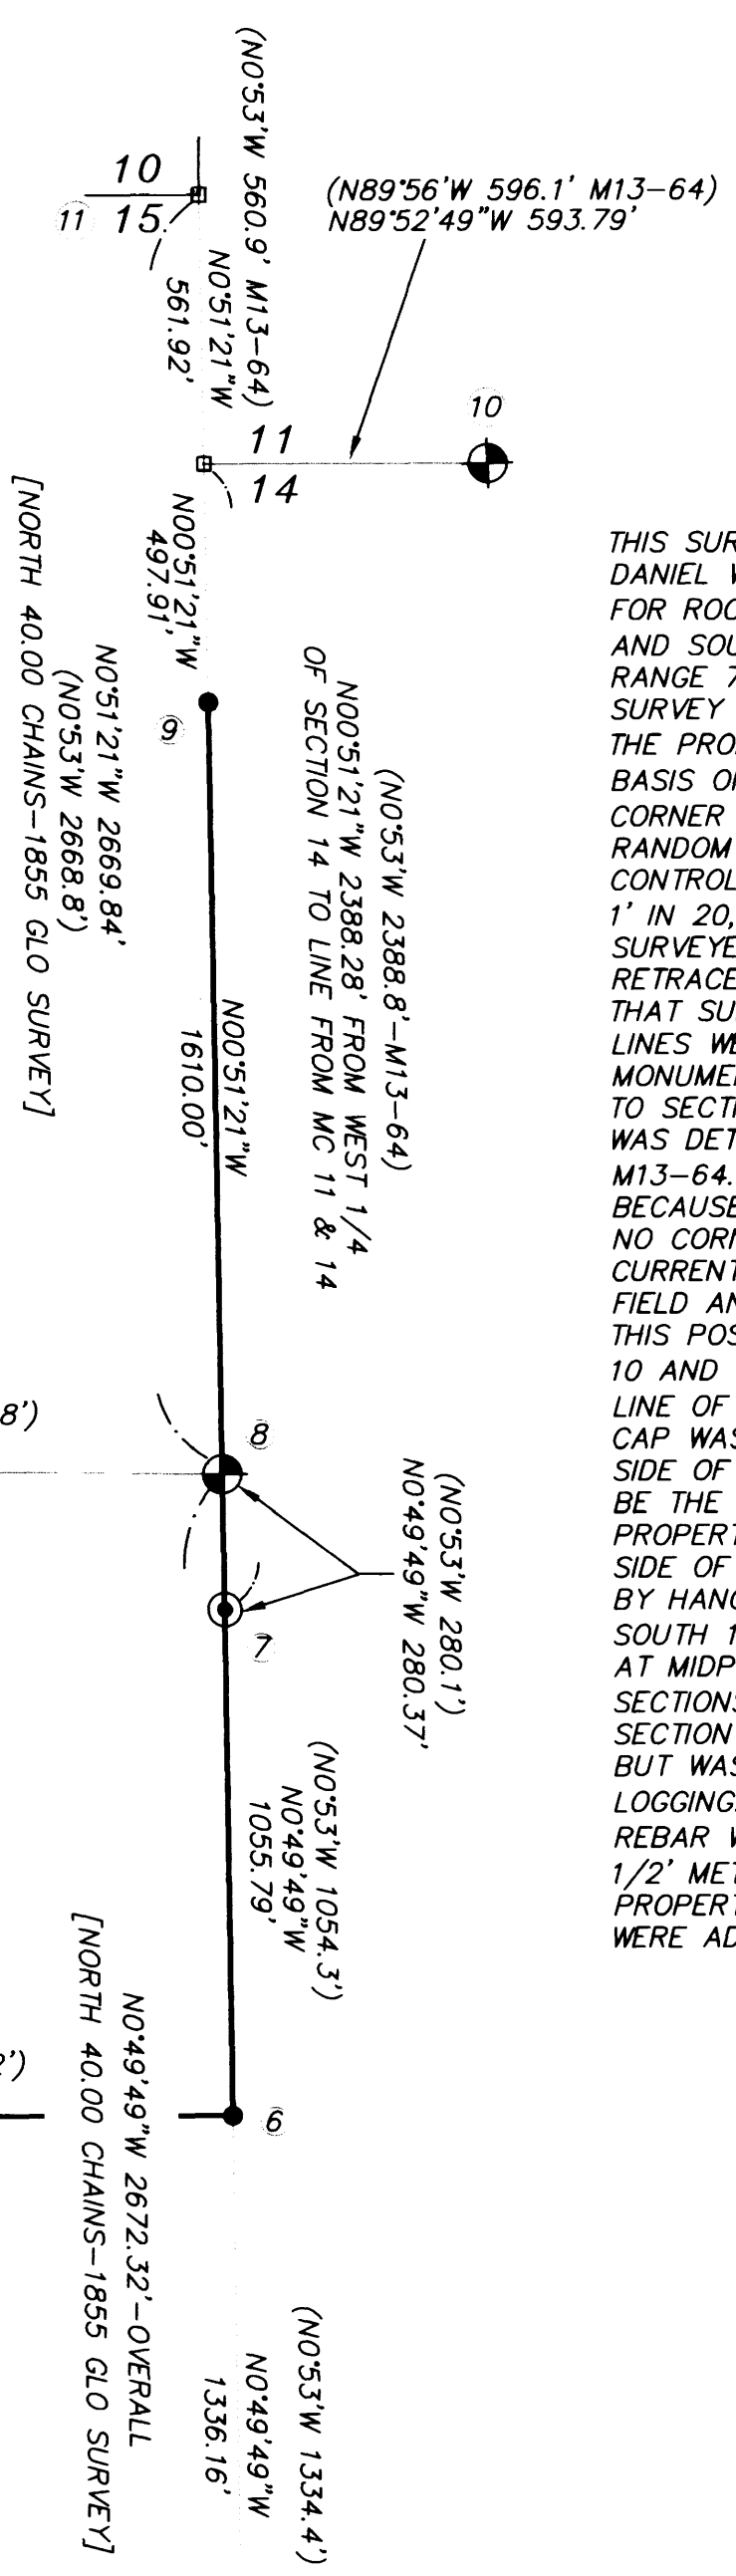 (N0°53'W 560.9' M13-64)
N0°51'21"W
561.92'
10
15
11
(N89°56'W 596.1' M13-64)
N89°52'49"W 593.79'
10
11
14
N00°51'21"W
497.91'
9
N0°51'21"W 2669.84'
(N0°53'W 2668.8')
[NORTH 40.00 CHAINS-1855 GLO SURVEY]
(N0°53'W 2388.8'-M13-64)
N00°51'21"W 2388.28' FROM WEST 1/4
OF SECTION 14 TO LINE FROM MC 11 & 14
N00°51'21"W
1610.00'
8')
8
(N0°53'W 280.1')
N0°49'49"W 280.37'
7
(N0°53'W 1054.3')
N0°49'49"W
1055.79'
2')
6
N0°49'49"W 2672.32'-OVERALL
[NORTH 40.00 CHAINS-1855 GLO SURVEY]
(N0°53'W 1334.4')
N0°49'49"W
1336.16'
THIS SUR
DANIEL W
FOR ROO
AND SOU
RANGE 7
SURVEY
THE PRO
BASIS O
CORNER
RANDOM
CONTROL
1' IN 20,
SURVEYE
RETRACE
THAT SU
LINES WE
MONUME
TO SECT
WAS DET
M13-64.
BECAUSE
NO CORN
CURRENT
FIELD AN
THIS POS
10 AND
LINE OF
CAP WAS
SIDE OF
BE THE
PROPERT
SIDE OF
BY HANC
SOUTH 1
AT MIDP
SECTIONS
SECTION
BUT WAS
LOGGING
REBAR W
1/2' MET
PROPERT
WERE AD